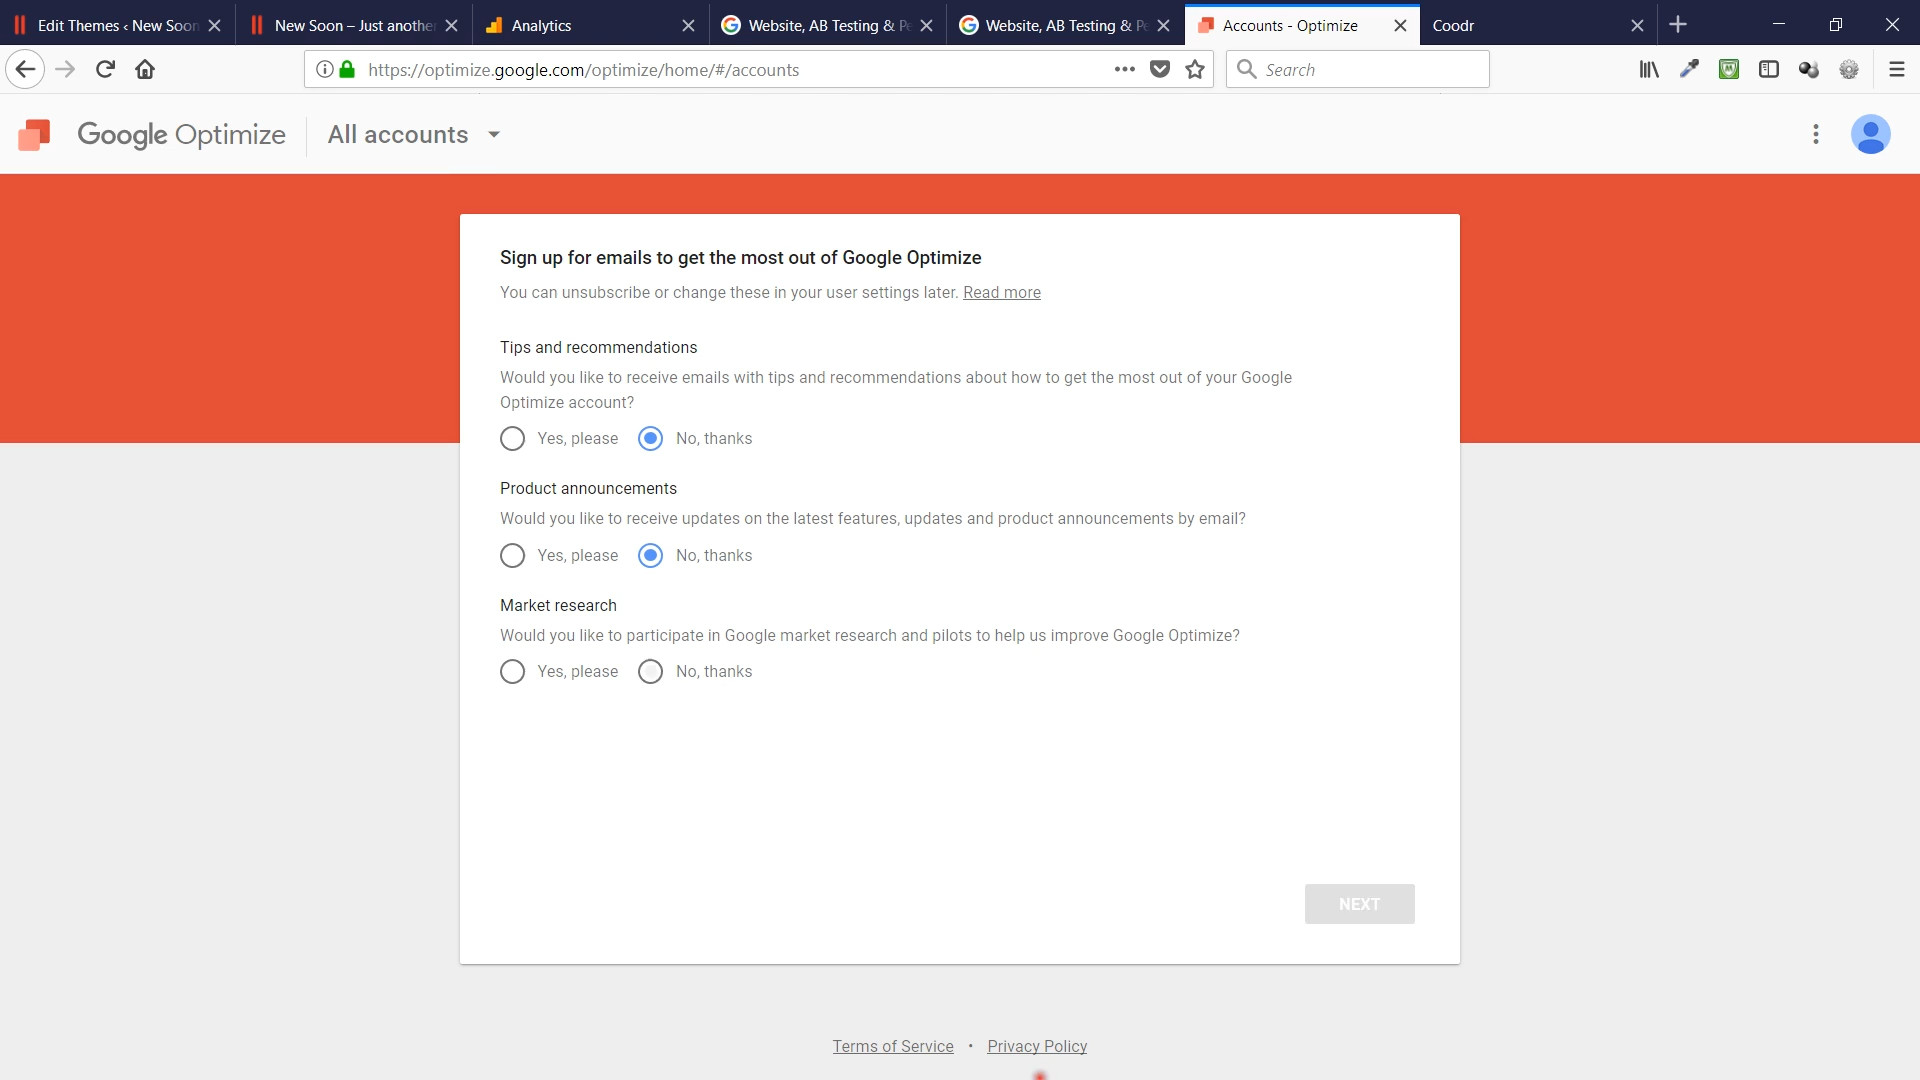 Edit Themes ‹ New Soon
New Soon – Just another
Analytics
Website, AB Testing & Pe
Website, AB Testing & Pe
Accounts - Optimize
Coodr
https://optimize.google.com/optimize/home/#/accounts
Search
Google Optimize
All accounts
Sign up for emails to get the most out of Google Optimize
You can unsubscribe or change these in your user settings later. Read more
Tips and recommendations
Would you like to receive emails with tips and recommendations about how to get the most out of your Google
Optimize account?
Yes, please No, thanks
Product announcements
Would you like to receive updates on the latest features, updates and product announcements by email?
Yes, please No, thanks
Market research
Would you like to participate in Google market research and pilots to help us improve Google Optimize?
Yes, please No, thanks
NEXT
Terms of Service • Privacy Policy